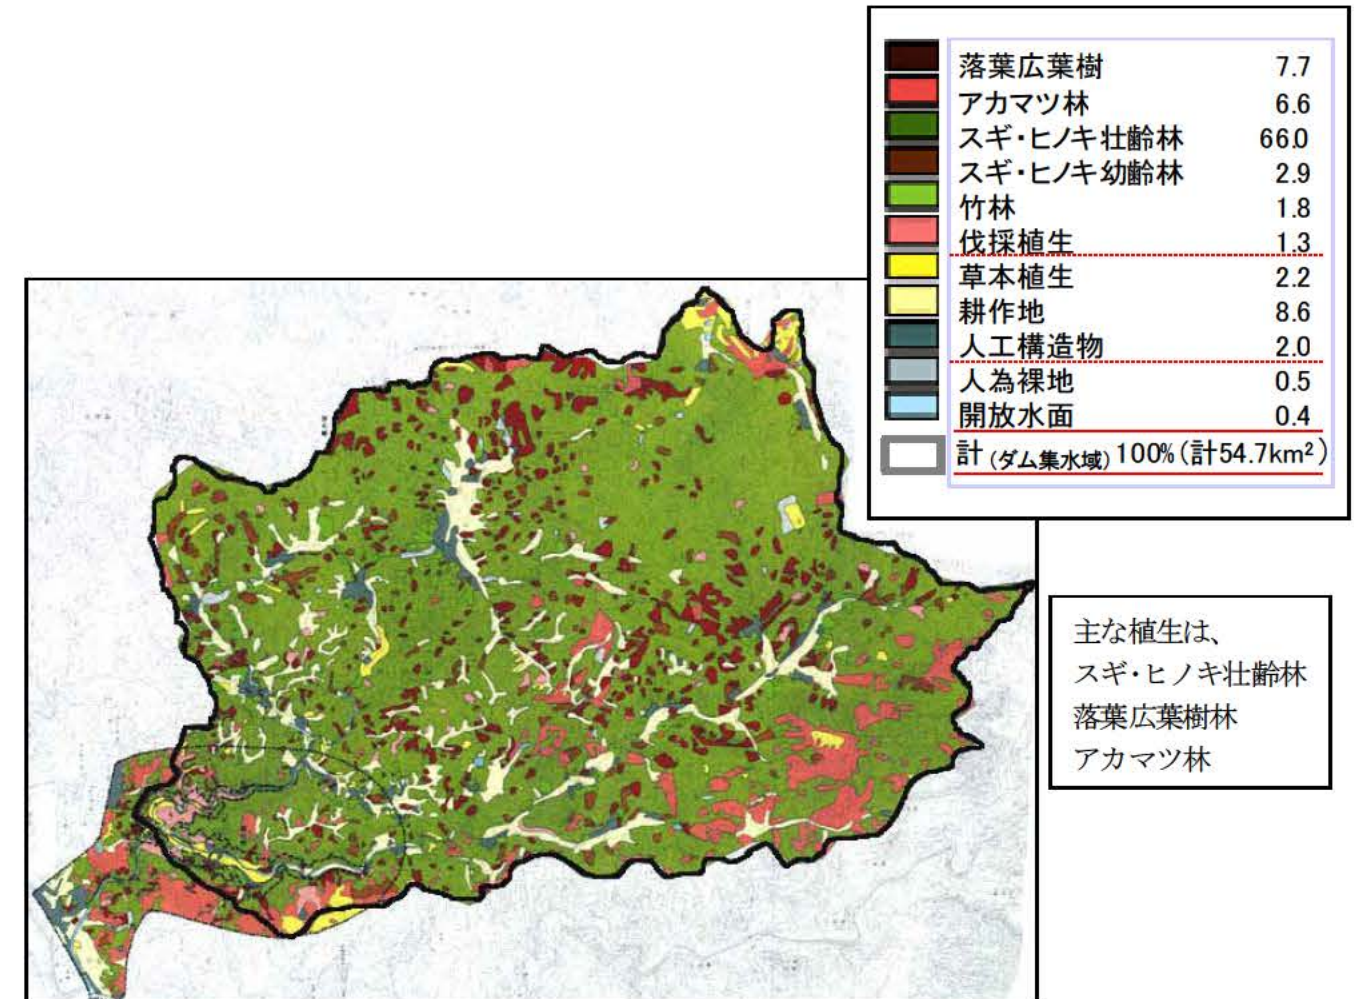 落葉広葉樹 7.7
アカマツ林 6.6
スギ・ヒノキ壮齢林 66.0
スギ・ヒノキ幼齢林 2.9
竹林 1.8
伐採植生 1.3
草本植生 2.2
耕作地 8.6
人工構造物 2.0
人為裸地 0.5
開放水面 0.4
計(ダム集水域)100%(計54.7km²)
主な植生は、
スギ・ヒノキ壮齢林
落葉広葉樹林
アカマツ林